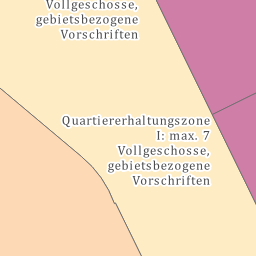 Vollgeschosse,
gebietsbezogene
Vorschriften
Quartiererhaltungszone
I: max. 7
Vollgeschosse,
gebietsbezogene
Vorschriften